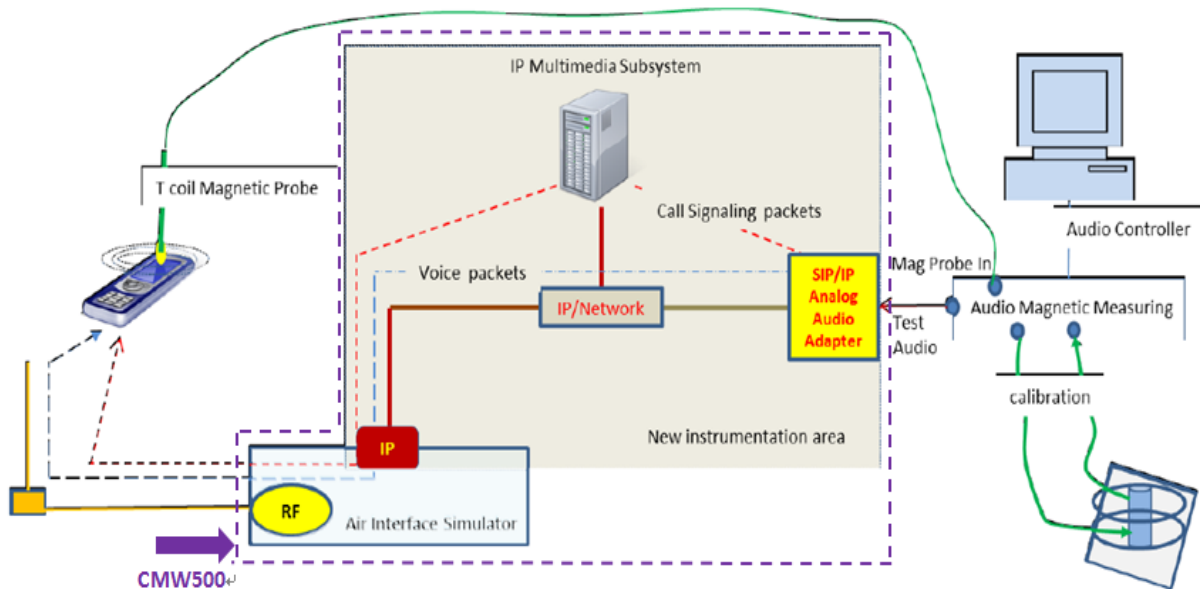 IP Multimedia Subsystem
T coil Magnetic Probe
Call Signaling packets
Audio Controller
Voice packets
Mag Probe In
SIP/IP
Analog
Audio
Adapter
IP/Network
Audio Magnetic Measuring
Test
Audio
calibration
New instrumentation area
IP
RF
Air Interface Simulator
CMW500